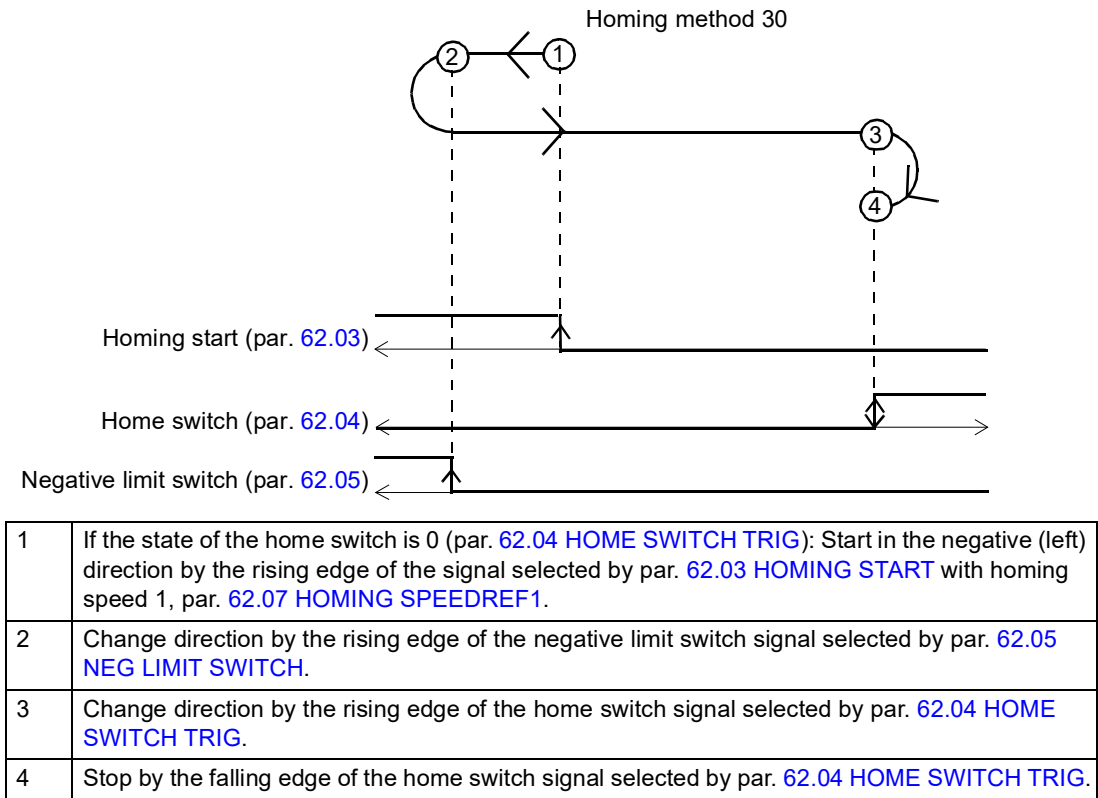 Homing method 30
2
1
3
4
Homing start (par. 62.03)
Home switch (par. 62.04)
Negative limit switch (par. 62.05)
1 If the state of the home switch is 0 (par. 62.04 HOME SWITCH TRIG): Start in the negative (left)
direction by the rising edge of the signal selected by par. 62.03 HOMING START with homing
speed 1, par. 62.07 HOMING SPEEDREF1.
2 Change direction by the rising edge of the negative limit switch signal selected by par. 62.05
NEG LIMIT SWITCH.
3 Change direction by the rising edge of the home switch signal selected by par. 62.04 HOME
SWITCH TRIG.
4 Stop by the falling edge of the home switch signal selected by par. 62.04 HOME SWITCH TRIG.